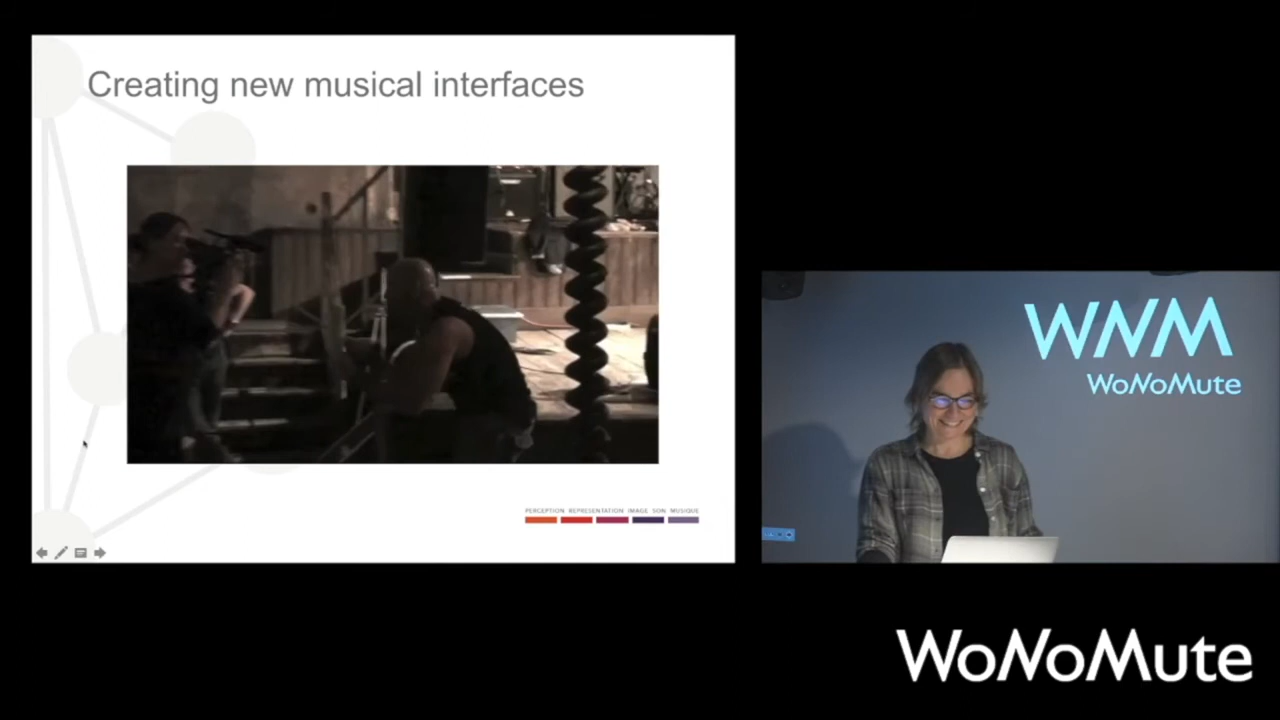 Creating new musical interfaces
PERCEPTION REPRESENTATION IMAGE SON MUSIQUE
WNM
WoNoMute
WoNoMute